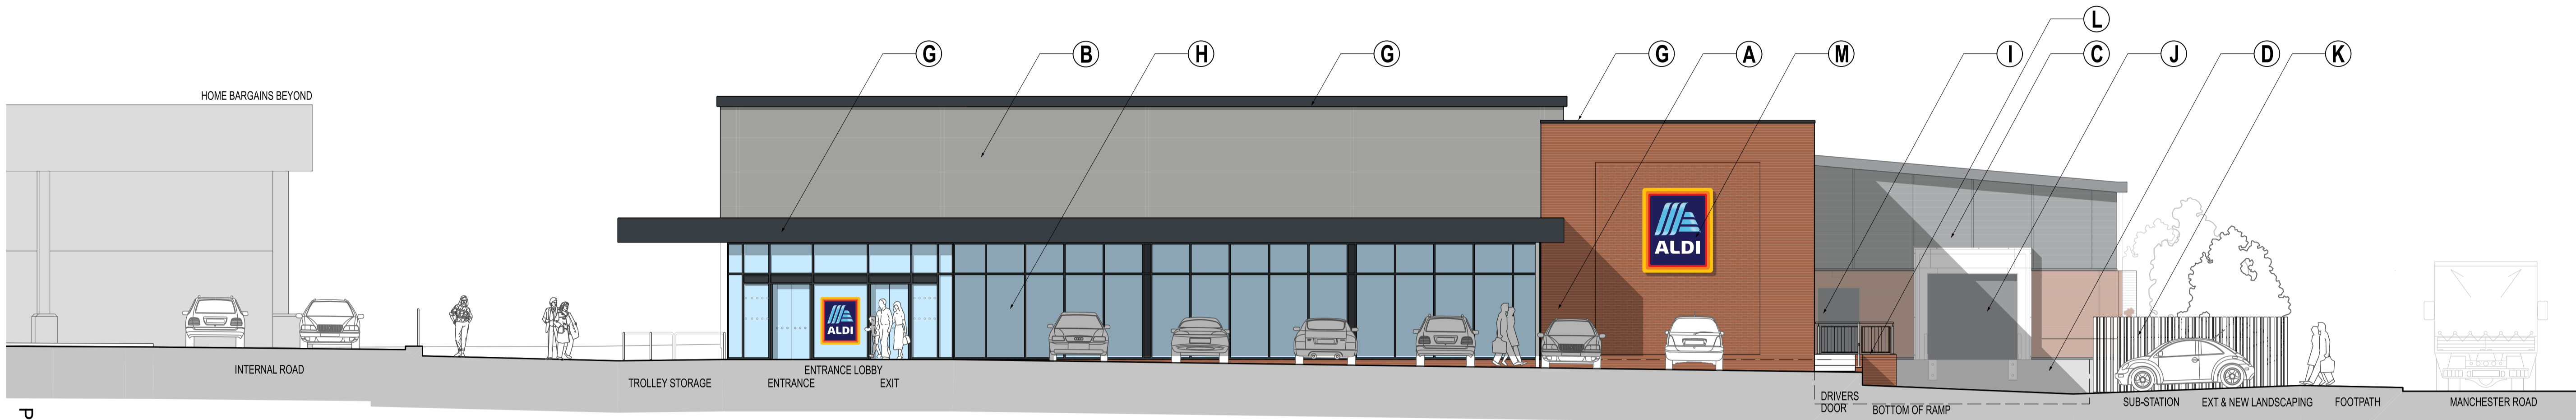 L
G
B
H
G
G
A
M
I
C
J
D
K
HOME BARGAINS BEYOND
ALDI
ALDI
INTERNAL ROAD
TROLLEY STORAGE
ENTRANCE LOBBY
ENTRANCE
EXIT
DRIVERS
DOOR
BOTTOM OF RAMP
SUB-STATION
EXT & NEW LANDSCAPING
FOOTPATH
MANCHESTER ROAD
P